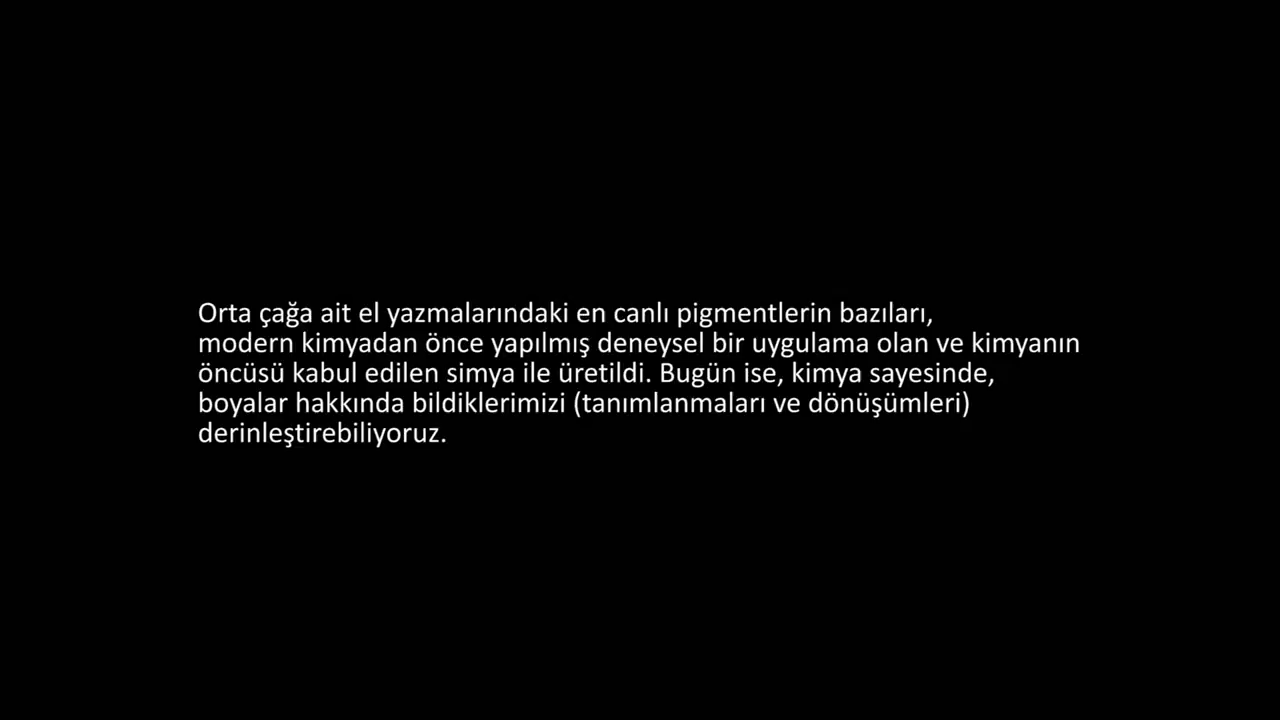 Orta çağa ait el yazmalarındaki en canlı pigmentlerin bazıları,
modern kimyadan önce yapılmış deneysel bir uygulama olan ve kimyanın
öncüsü kabul edilen simya ile üretildi. Bugün ise, kimya sayesinde,
boyalar hakkında bildiklerimizi (tanımlanmaları ve dönüşümleri)
derinleştirebiliyoruz.